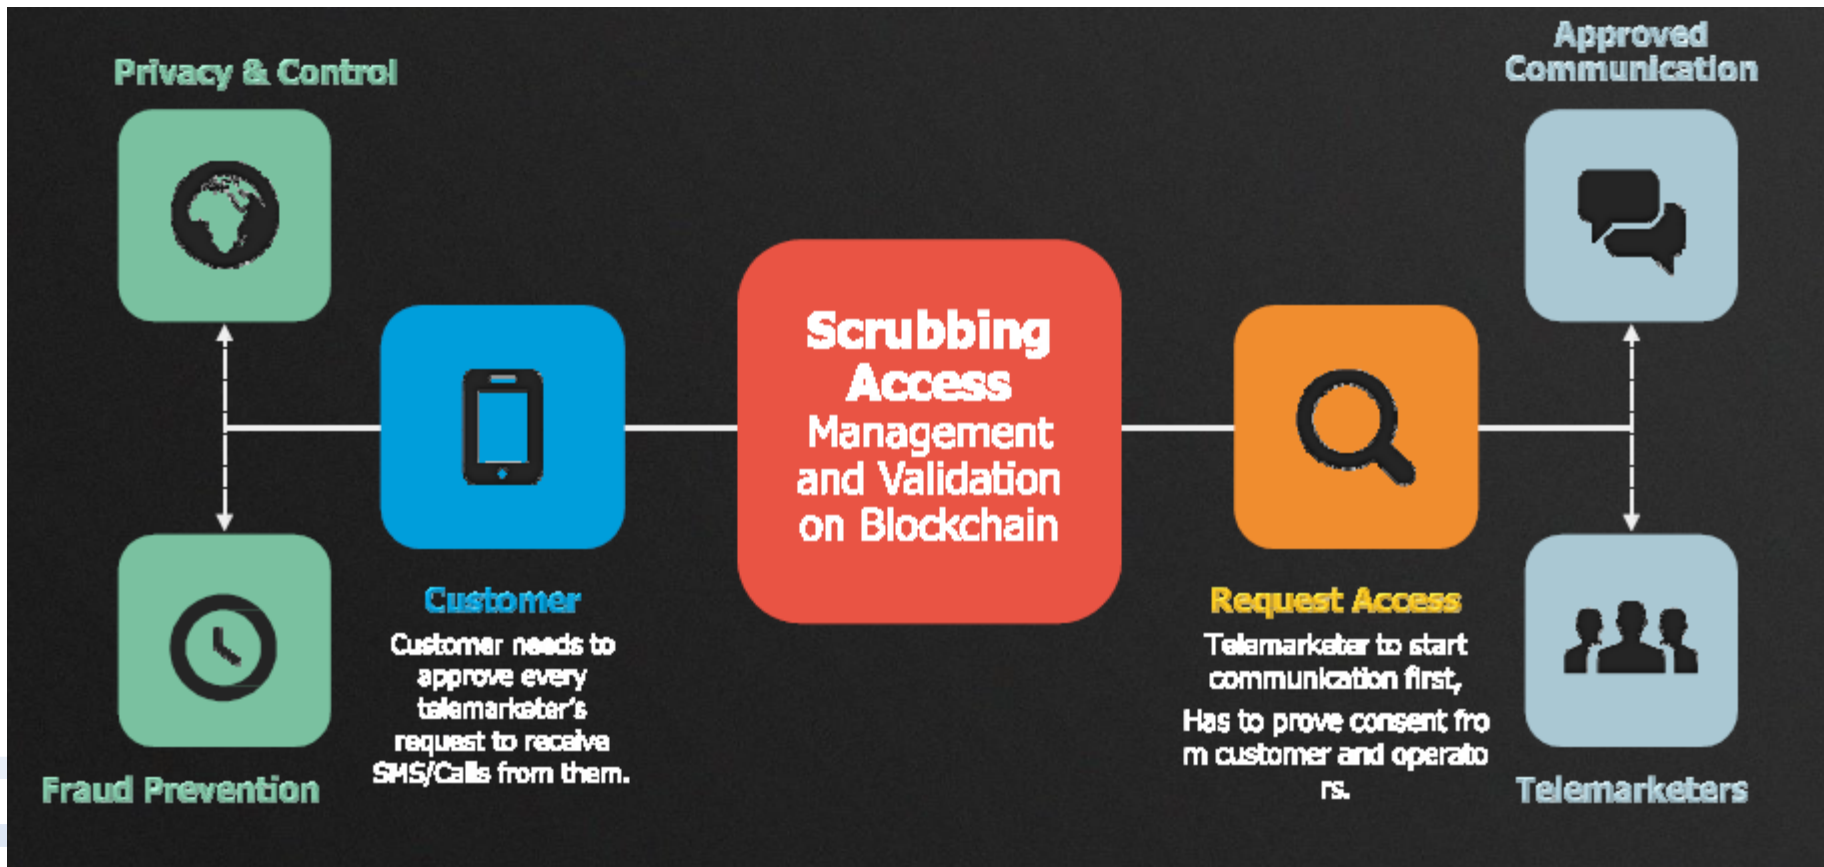 Privacy & Control
Approved
Communication
Scrubbing
Access
Management
and Validation
on Blockchain
Customer
Customer needs to
approve every
telemarketer's
request to receive
SMS/Calls from them.
Request Access
Telemarketer to start
communication first,
Has to prove consent fro
m customer and operato
rs.
Fraud Prevention
Telemarketers